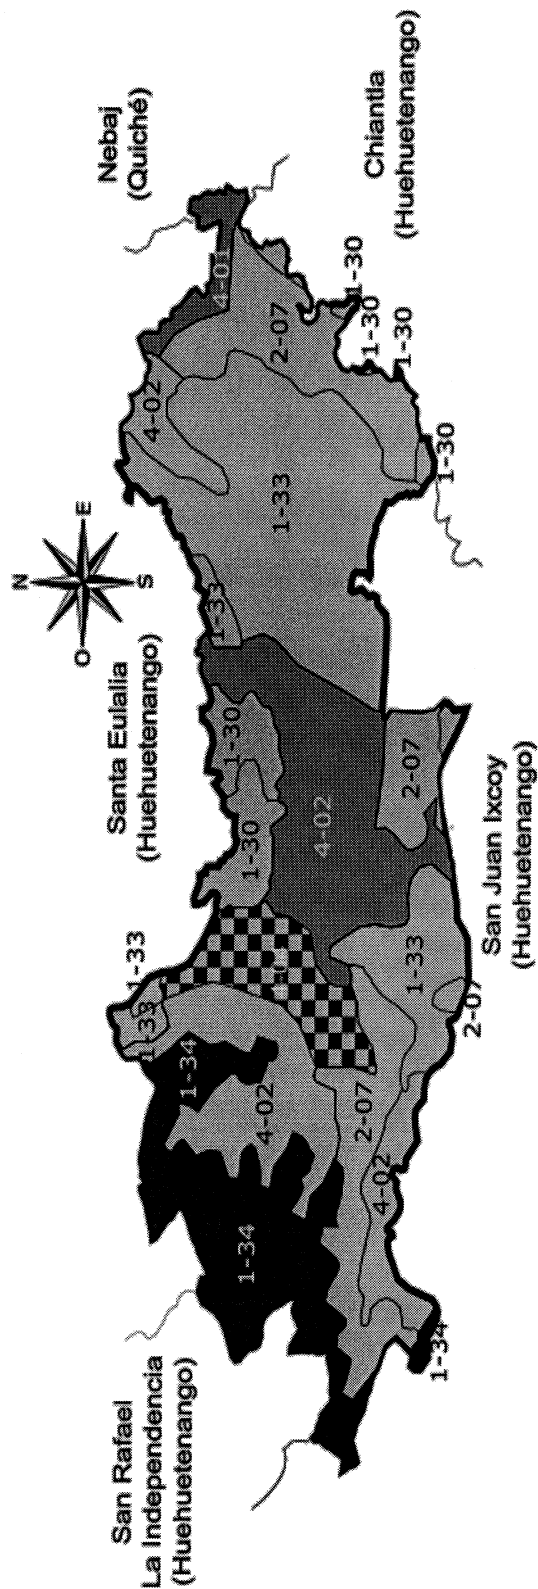 San Rafael
La Independencia
(Huehuetenango)
Santa Eulalia
(Huehuetenango)
N
O
E
S
Nebaj
(Quiché)
1-33
1-33
1-34
4-02
4-01
1-33
1-34
4-02
1-30
1-30
1-33
2-07
4-02
2-07
4-02
1-33
2-07
1-30
1-30
1-30
1-30
1-34
2-07
San Juan Ixcoy
(Huehuetenango)
Chiantla
(Huehuetenango)